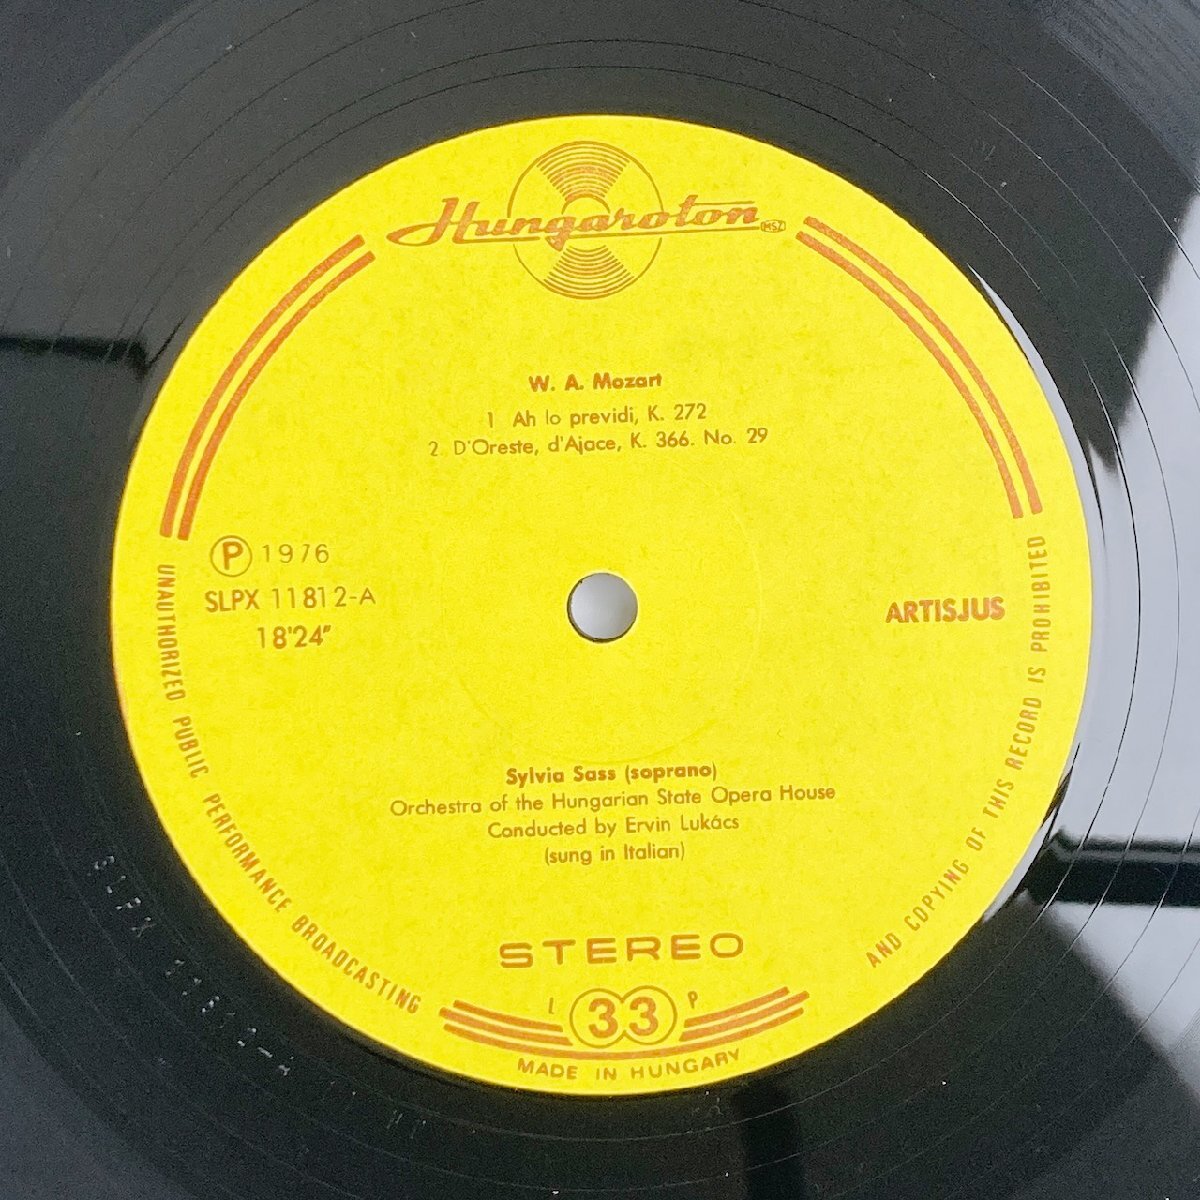 Hungaroton
MSZ
W. A. Mozart
1 Ah lo previdi, K. 272
2. D'Oreste, d'Ajace, K. 366. No. 29
P 1976
SLPX 11812-A
18'24"
ARTISJUS
Sylvia Sass (soprano)
Orchestra of the Hungarian State Opera House
Conducted by Ervin Lukács
(sung in Italian)
STEREO
L 33 P
MADE IN HUNGARY
UNAUTHORIZED PUBLIC PERFORMANCE BROADCASTING
AND COPYING OF THIS RECORD IS PROHIBITED